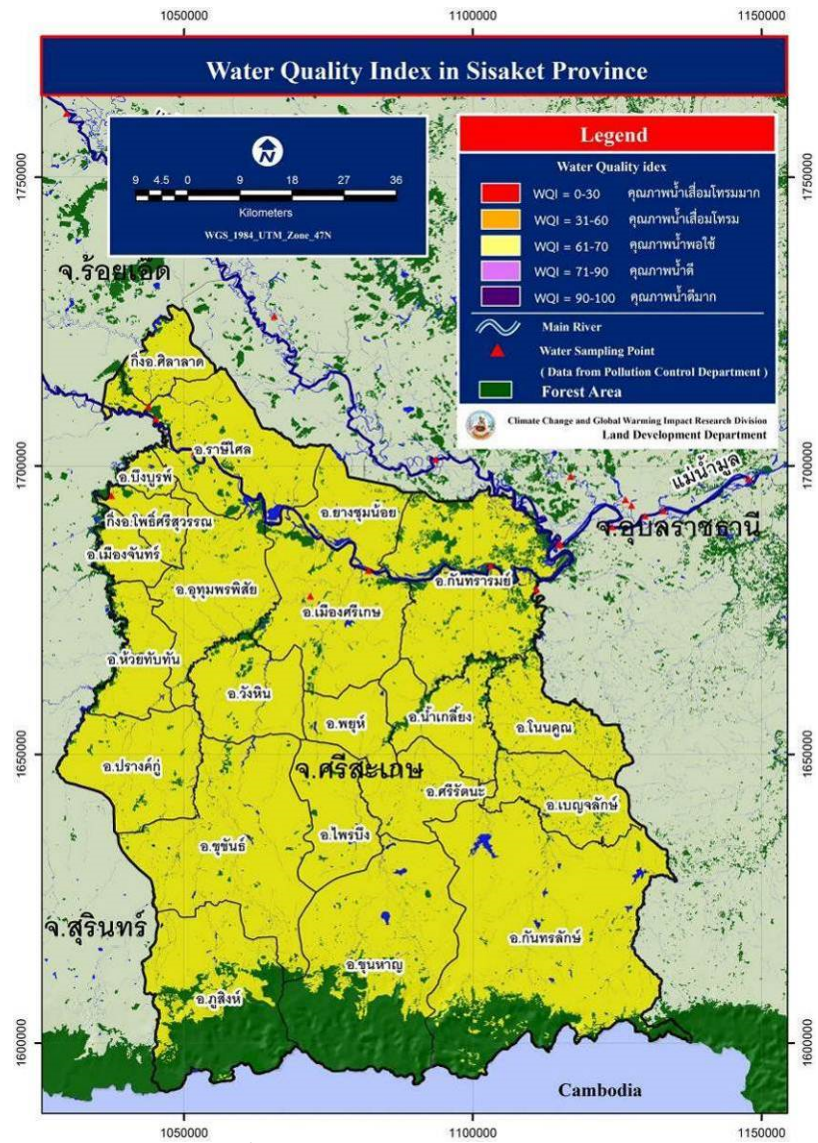 1050000
1100000
1150000
Water Quality Index in Sisaket Province
N
9 4.5 0 9 18 27 36
Kilometers
WGS_1984_UTM_Zone_47N
Legend
Water Quality idex
WQI = 0-30 คุณภาพน้ำเสื่อมโทรมมาก
WQI = 31-60 คุณภาพน้ำเสื่อมโทรม
WQI = 61-70 คุณภาพน้ำพอใช้
WQI = 71-90 คุณภาพน้ำดี
WQI = 90-100 คุณภาพน้ำดีมาก
Main River
Water Sampling Point
( Data from Pollution Control Department )
Forest Area
Climate Change and Global Warming Impact Research Division
Land Development Department
1750000
1750000
จ.ร้อยเอ็ด
กิ่งอ.ศิลาลาด
อ.ราษีไศล
1700000
1700000
อ.บึงบูรพ์
แม่น้ำมูล
อ.ยางชุมน้อย
กิ่งอ.โพธิ์ศรีสุวรรณ
จ.อุบลราชธานี
อ.เมืองจันทร์
อ.อุทุมพรพิสัย
อ.กันทรารมย์
อ.เมืองศรีเกษ
อ.ห้วยทับทัน
อ.วังหิน
อ.พยุห์
อ.น้ำเกลี้ยง
อ.โนนคูณ
1650000
1650000
อ.ปรางค์กู่
จ.ศรีสะเกษ
อ.ศรีรัตนะ
อ.เบญจลักษ์
อ.ขุขันธ์
อ.ไพรบึง
จ.สุรินทร์
อ.กันทรลักษ์
อ.ขุนหาญ
อ.ภูสิงห์
1600000
1600000
Cambodia
1050000
1100000
1150000